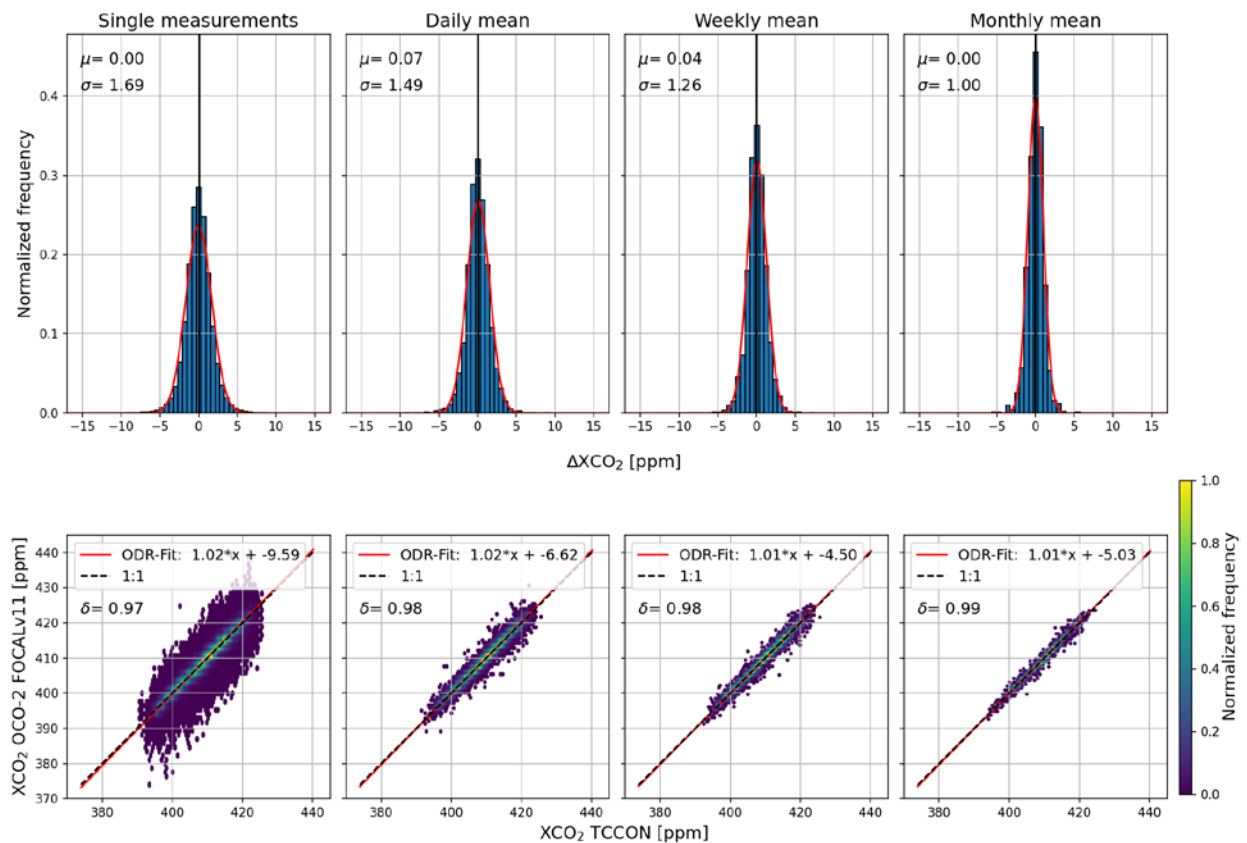 Single measurements
Daily mean
Weekly mean
Monthly mean
μ= 0.00
σ= 1.69
μ= 0.07
σ= 1.49
μ= 0.04
σ= 1.26
μ= 0.00
σ= 1.00
Normalized frequency
0.4
0.3
0.2
0.1
0.0
−15 −10 −5 0 5 10 15
−15 −10 −5 0 5 10 15
−15 −10 −5 0 5 10 15
−15 −10 −5 0 5 10 15
ΔXCO₂ [ppm]
XCO₂ OCO-2 FOCALv11 [ppm]
440
430
420
410
400
390
380
370
ODR-Fit: 1.02*x + -9.59
1:1
δ= 0.97
ODR-Fit: 1.02*x + -6.62
1:1
δ= 0.98
ODR-Fit: 1.01*x + -4.50
1:1
δ= 0.98
ODR-Fit: 1.01*x + -5.03
1:1
δ= 0.99
380 400 420 440
380 400 420 440
380 400 420 440
380 400 420 440
XCO₂ TCCON [ppm]
1.0
0.8
0.6
0.4
0.2
0.0
Normalized frequency